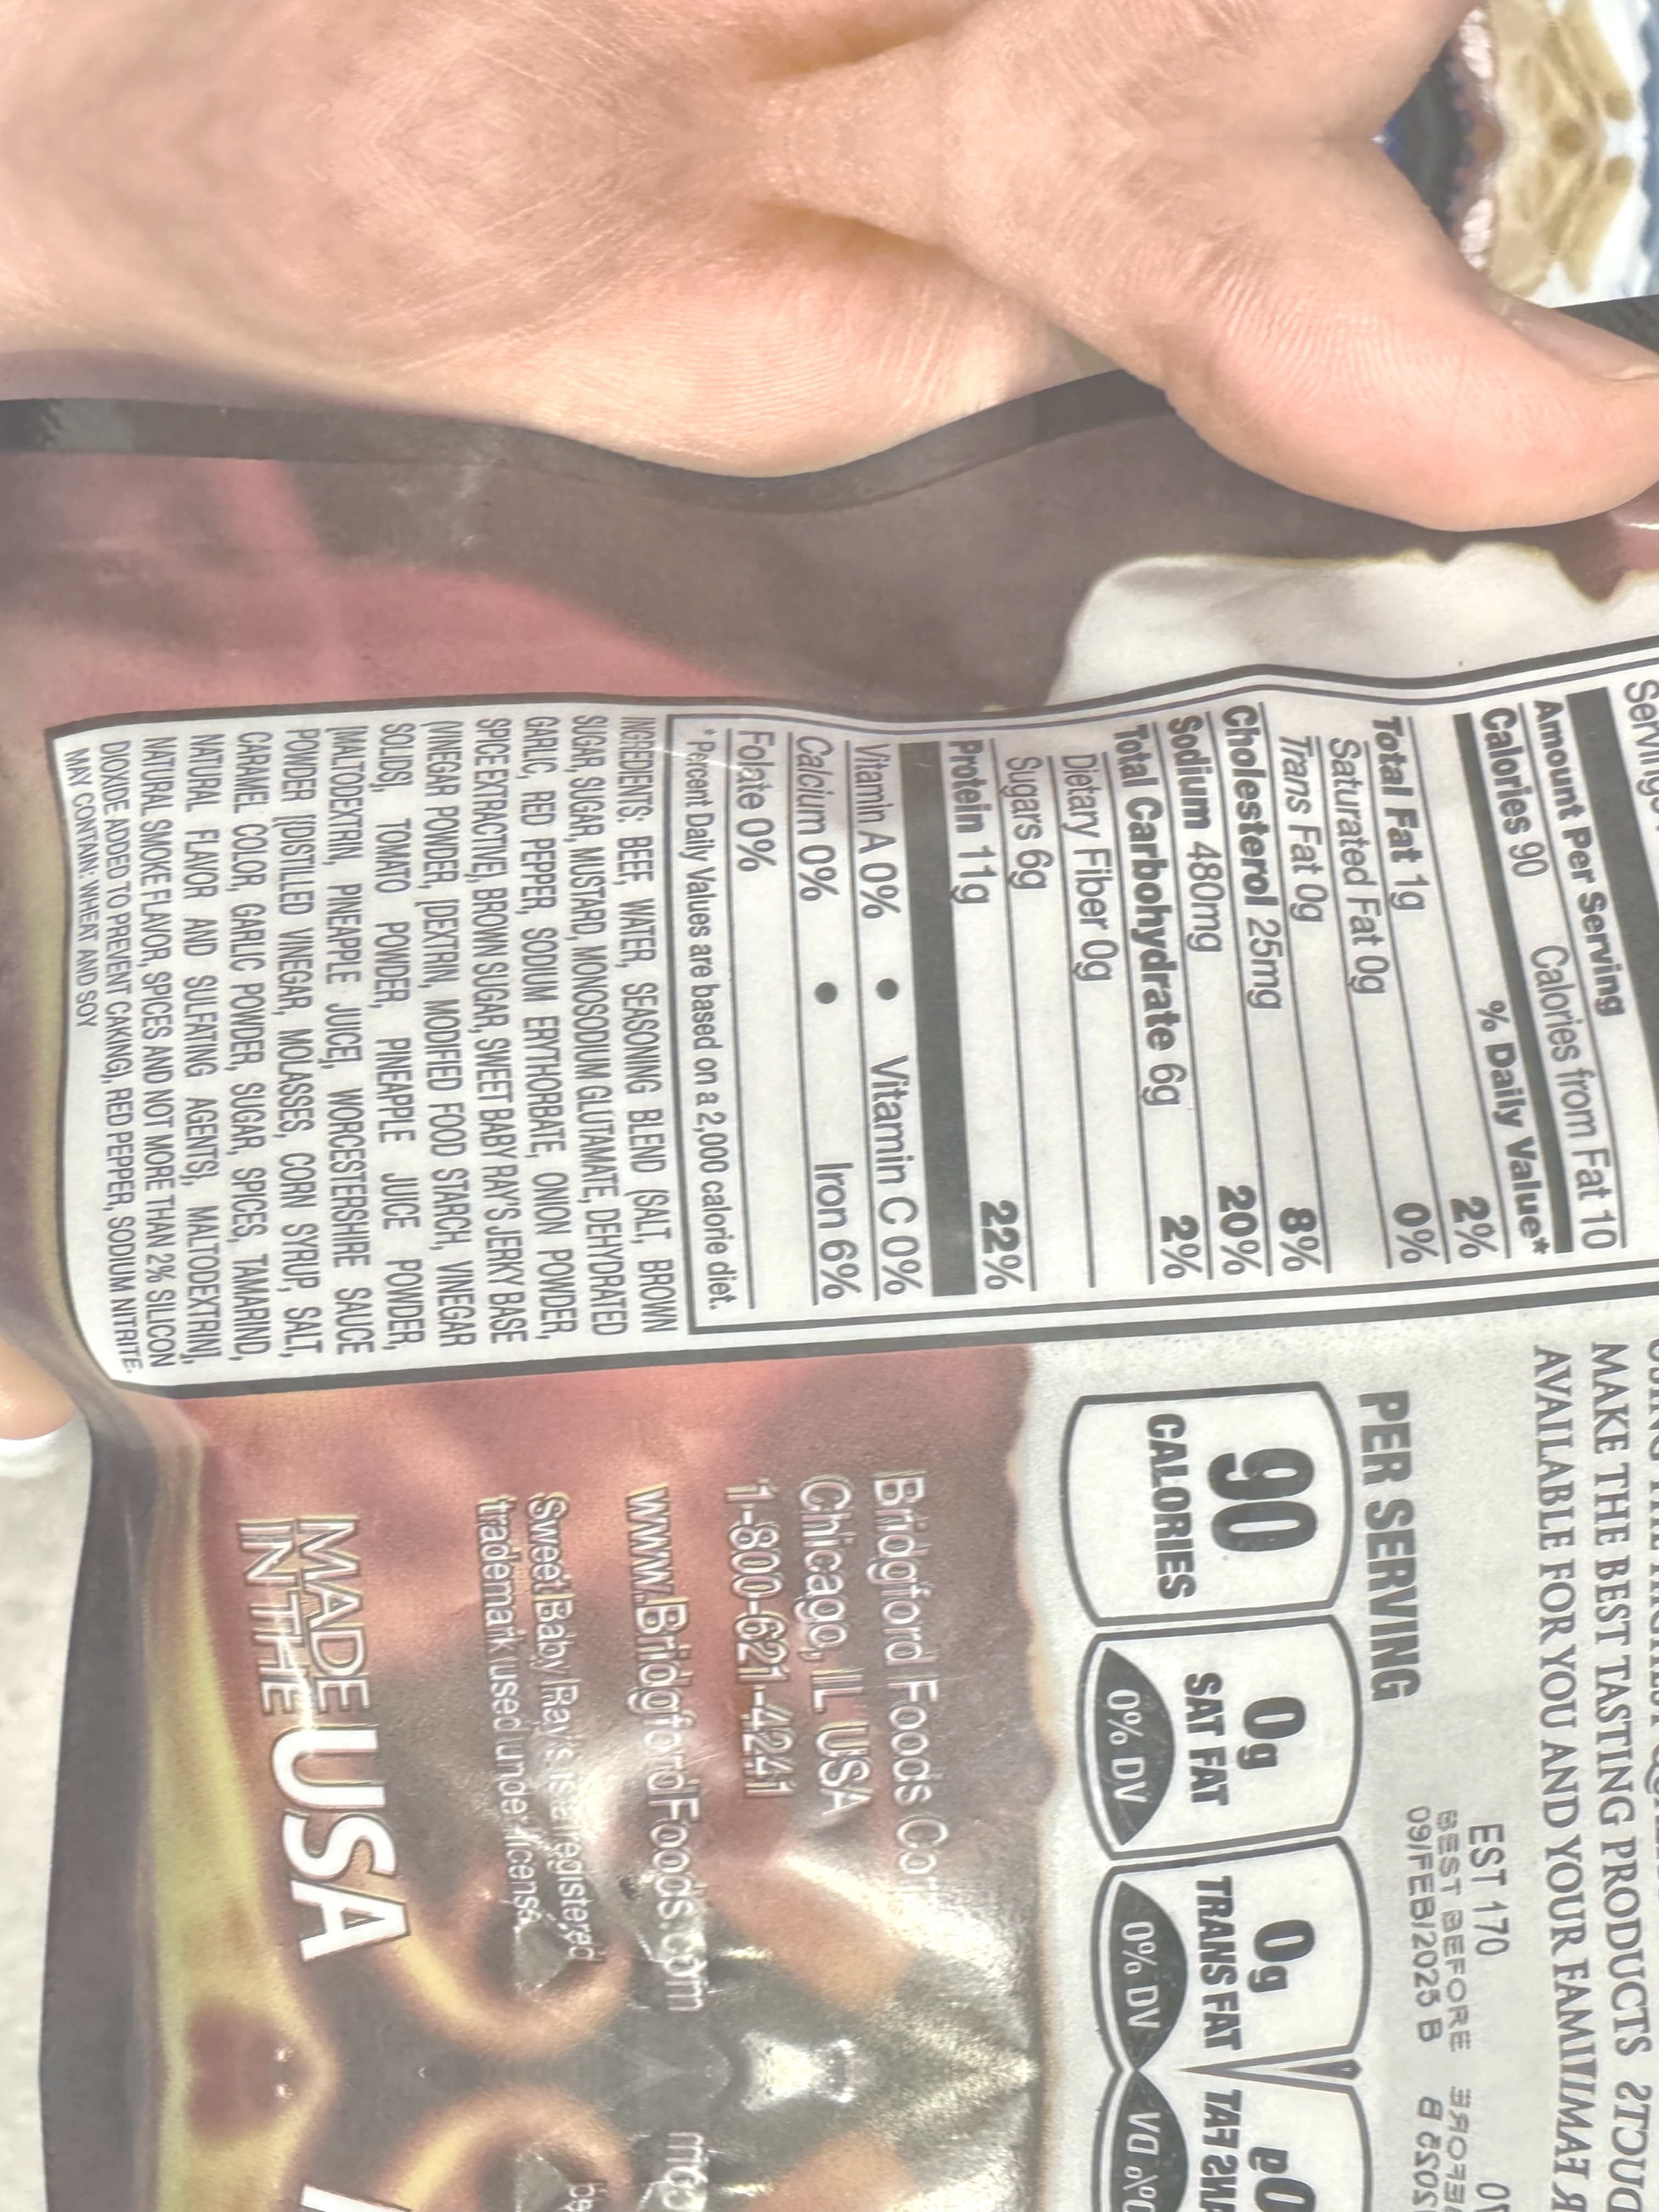 Amount Per Serving
Calories 90 Calories from Fat 10
% Daily Value*
Total Fat 1g 2%
Saturated Fat 0g 0%
Trans Fat 0g
Cholesterol 25mg 8%
Sodium 480mg 20%
Total Carbohydrate 6g 2%
Dietary Fiber 0g
Sugars 6g
Protein 11g 22%
Vitamin A 0% • Vitamin C 0%
Calcium 0% • Iron 6%
Folate 0%
*Percent Daily Values are based on a 2,000 calorie diet.
INGREDIENTS: BEEF, WATER, SEASONING BLEND (SALT, BROWN
SUGAR, SUGAR, MUSTARD, MONOSODIUM GLUTAMATE, DEHYDRATED
GARLIC, RED PEPPER, SODIUM ERYTHORBATE, ONION POWDER,
SPICE EXTRACTIVE), BROWN SUGAR, SWEET BABY RAY'S JERKY BASE
(VINEGAR POWDER, [DEXTRIN, MODIFIED FOOD STARCH, VINEGAR
SOLIDS], TOMATO POWDER, PINEAPPLE JUICE POWDER,
[MALTODEXTRIN, PINEAPPLE JUICE], WORCESTERSHIRE SAUCE
POWDER [(DISTILLED VINEGAR, MOLASSES, CORN SYRUP, SALT,
CARAMEL COLOR, GARLIC POWDER, SUGAR, SPICES, TAMARIND,
NATURAL FLAVOR AND SULFATING AGENTS), MALTODEXTRIN],
NATURAL SMOKE FLAVOR, SPICES AND NOT MORE THAN 2% SILICON
DIOXIDE ADDED TO PREVENT CAKING), RED PEPPER, SODIUM NITRITE.
MAY CONTAIN: WHEAT AND SOY
MAKE THE BEST TASTING PRODUCTS
AVAILABLE FOR YOU AND YOUR
EST 170
BEST BEFORE
09/FEB/2025 B
PER SERVING
90 CALORIES
0g SAT FAT 0% DV
0g TRANS FAT 0% DV
Bridgford Foods
Chicago, IL USA
1-800-621-4241
www.BridgfordFoods.com
Sweet Baby Ray's is a registered
trademark used under license.
MADE
IN THE USA